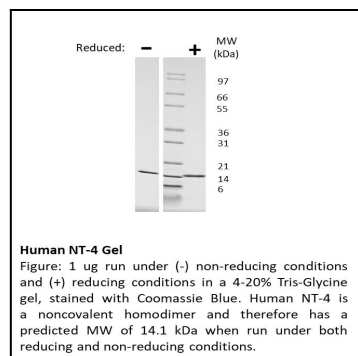 Reduced: − + MW
(kDa)
97
66
55
36
31
21
14
6
Human NT-4 Gel
Figure: 1 ug run under (-) non-reducing conditions
and (+) reducing conditions in a 4-20% Tris-Glycine
gel, stained with Coomassie Blue. Human NT-4 is
a noncovalent homodimer and therefore has a
predicted MW of 14.1 kDa when run under both
reducing and non-reducing conditions.